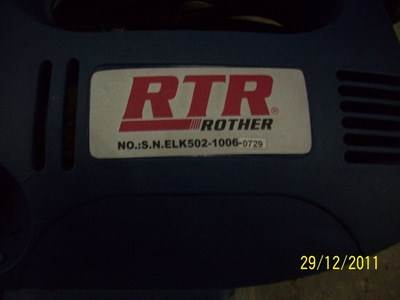 RTR®
ROTHER
NO.:S.N.ELK502-1006-0729
29/12/2011